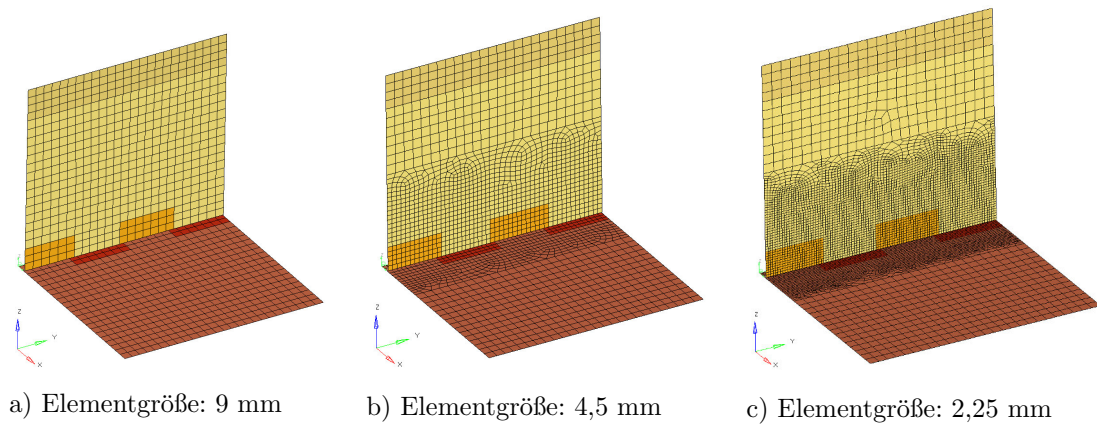 Z
Y
X
Z
Y
X
Z
Y
X
a) Elementgröße: 9 mm
b) Elementgröße: 4,5 mm
c) Elementgröße: 2,25 mm